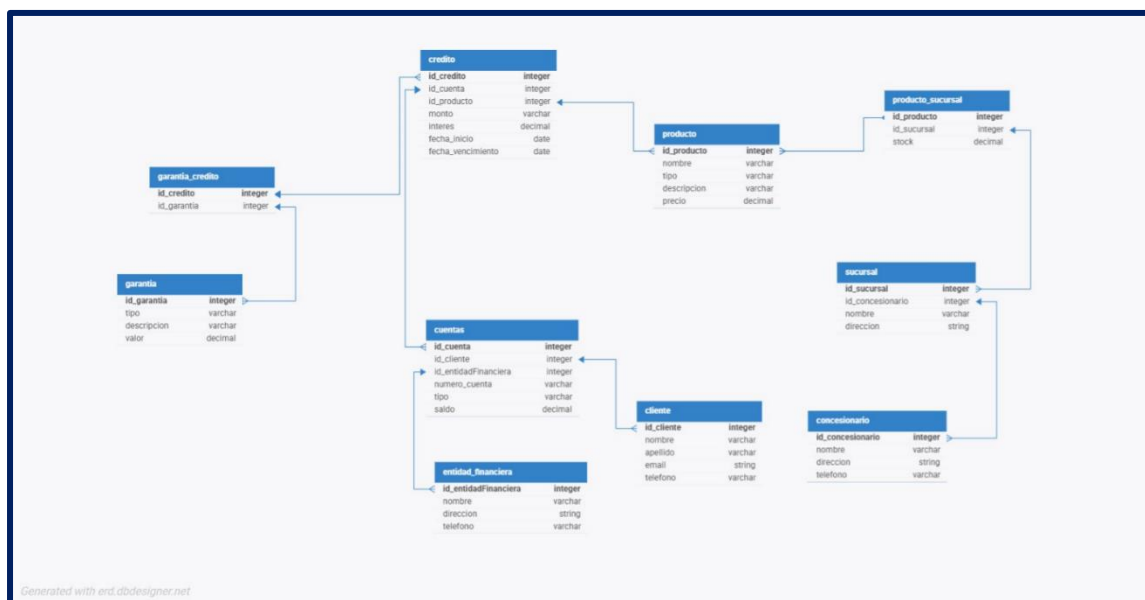 credito
id_credito integer
id_cuenta integer
id_producto integer
monto varchar
interes decimal
fecha_inicio date
fecha_vencimiento date
producto_sucursal
id_producto integer
id_sucursal integer
stock decimal
producto
id_producto integer
nombre varchar
tipo varchar
descripcion varchar
precio decimal
garantia_credito
id_credito integer
id_garantia integer
garantia
id_garantia integer
tipo varchar
descripcion varchar
valor decimal
sucursal
id_sucursal integer
id_concesionario integer
nombre varchar
direccion string
cuentas
id_cuenta integer
id_cliente integer
id_entidadFinanciera integer
numero_cuenta varchar
tipo varchar
saldo decimal
cliente
id_cliente integer
nombre varchar
apellido varchar
email string
telefono varchar
concesionario
id_concesionario integer
nombre varchar
direccion string
telefono varchar
entidad_financiera
id_entidadFinanciera integer
nombre varchar
direccion string
telefono varchar
Generated with erd.dbdesigner.net